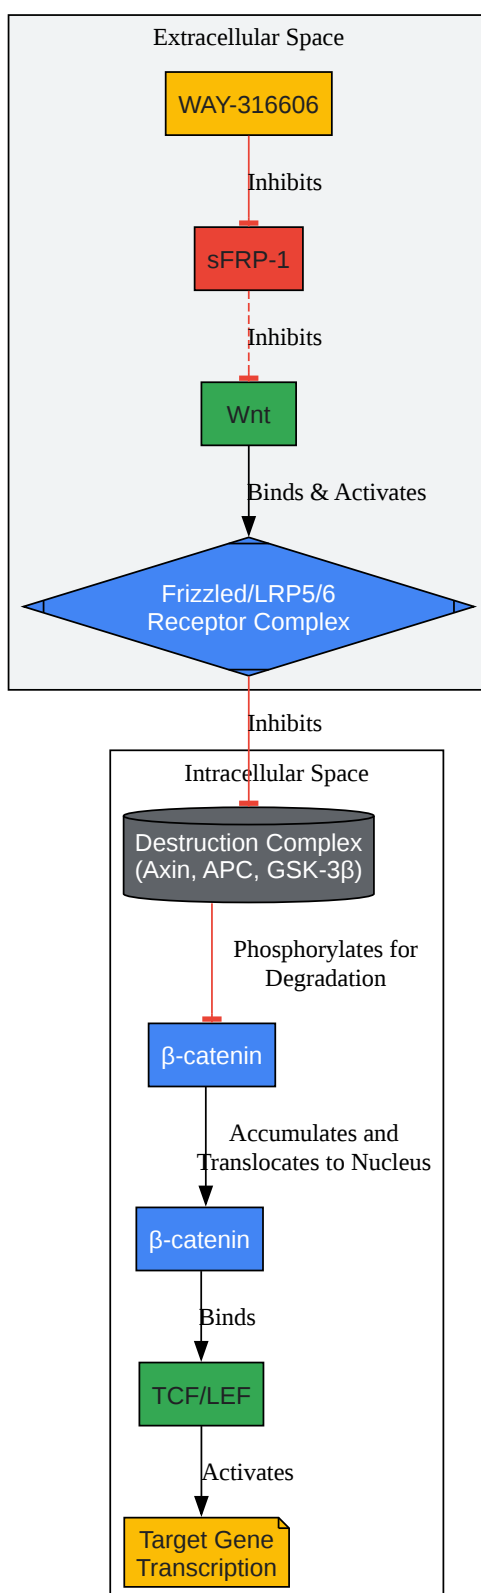 Extracellular Space
WAY-316606
Inhibits
sFRP-1
Inhibits
Wnt
Binds & Activates
Frizzled/LRP5/6
Receptor Complex
Inhibits
Intracellular Space
Destruction Complex
(Axin, APC, GSK-3β)
Phosphorylates for
Degradation
β-catenin
Accumulates and
Translocates to Nucleus
β-catenin
Binds
TCF/LEF
Activates
Target Gene
Transcription